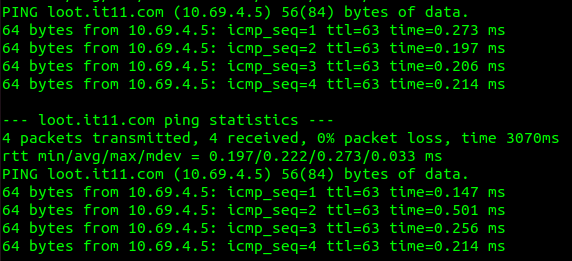 PING loot.it11.com (10.69.4.5) 56(84) bytes of data.
64 bytes from 10.69.4.5: icmp_seq=1 ttl=63 time=0.273 ms
64 bytes from 10.69.4.5: icmp_seq=2 ttl=63 time=0.197 ms
64 bytes from 10.69.4.5: icmp_seq=3 ttl=63 time=0.206 ms
64 bytes from 10.69.4.5: icmp_seq=4 ttl=63 time=0.214 ms
--- loot.it11.com ping statistics ---
4 packets transmitted, 4 received, 0% packet loss, time 3070ms
rtt min/avg/max/mdev = 0.197/0.222/0.273/0.033 ms
PING loot.it11.com (10.69.4.5) 56(84) bytes of data.
64 bytes from 10.69.4.5: icmp_seq=1 ttl=63 time=0.147 ms
64 bytes from 10.69.4.5: icmp_seq=2 ttl=63 time=0.501 ms
64 bytes from 10.69.4.5: icmp_seq=3 ttl=63 time=0.256 ms
64 bytes from 10.69.4.5: icmp_seq=4 ttl=63 time=0.214 ms